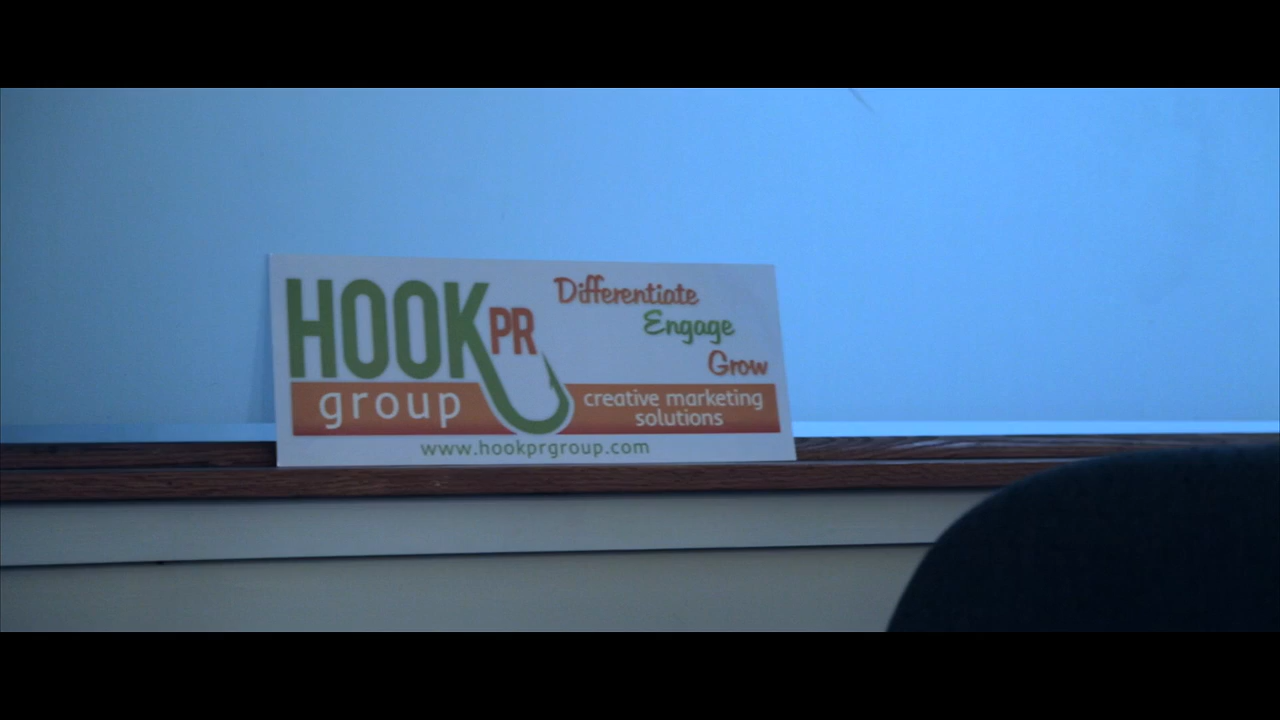 HOOK PR
group
Differentiate
Engage
Grow
creative marketing
solutions
www.hookprgroup.com